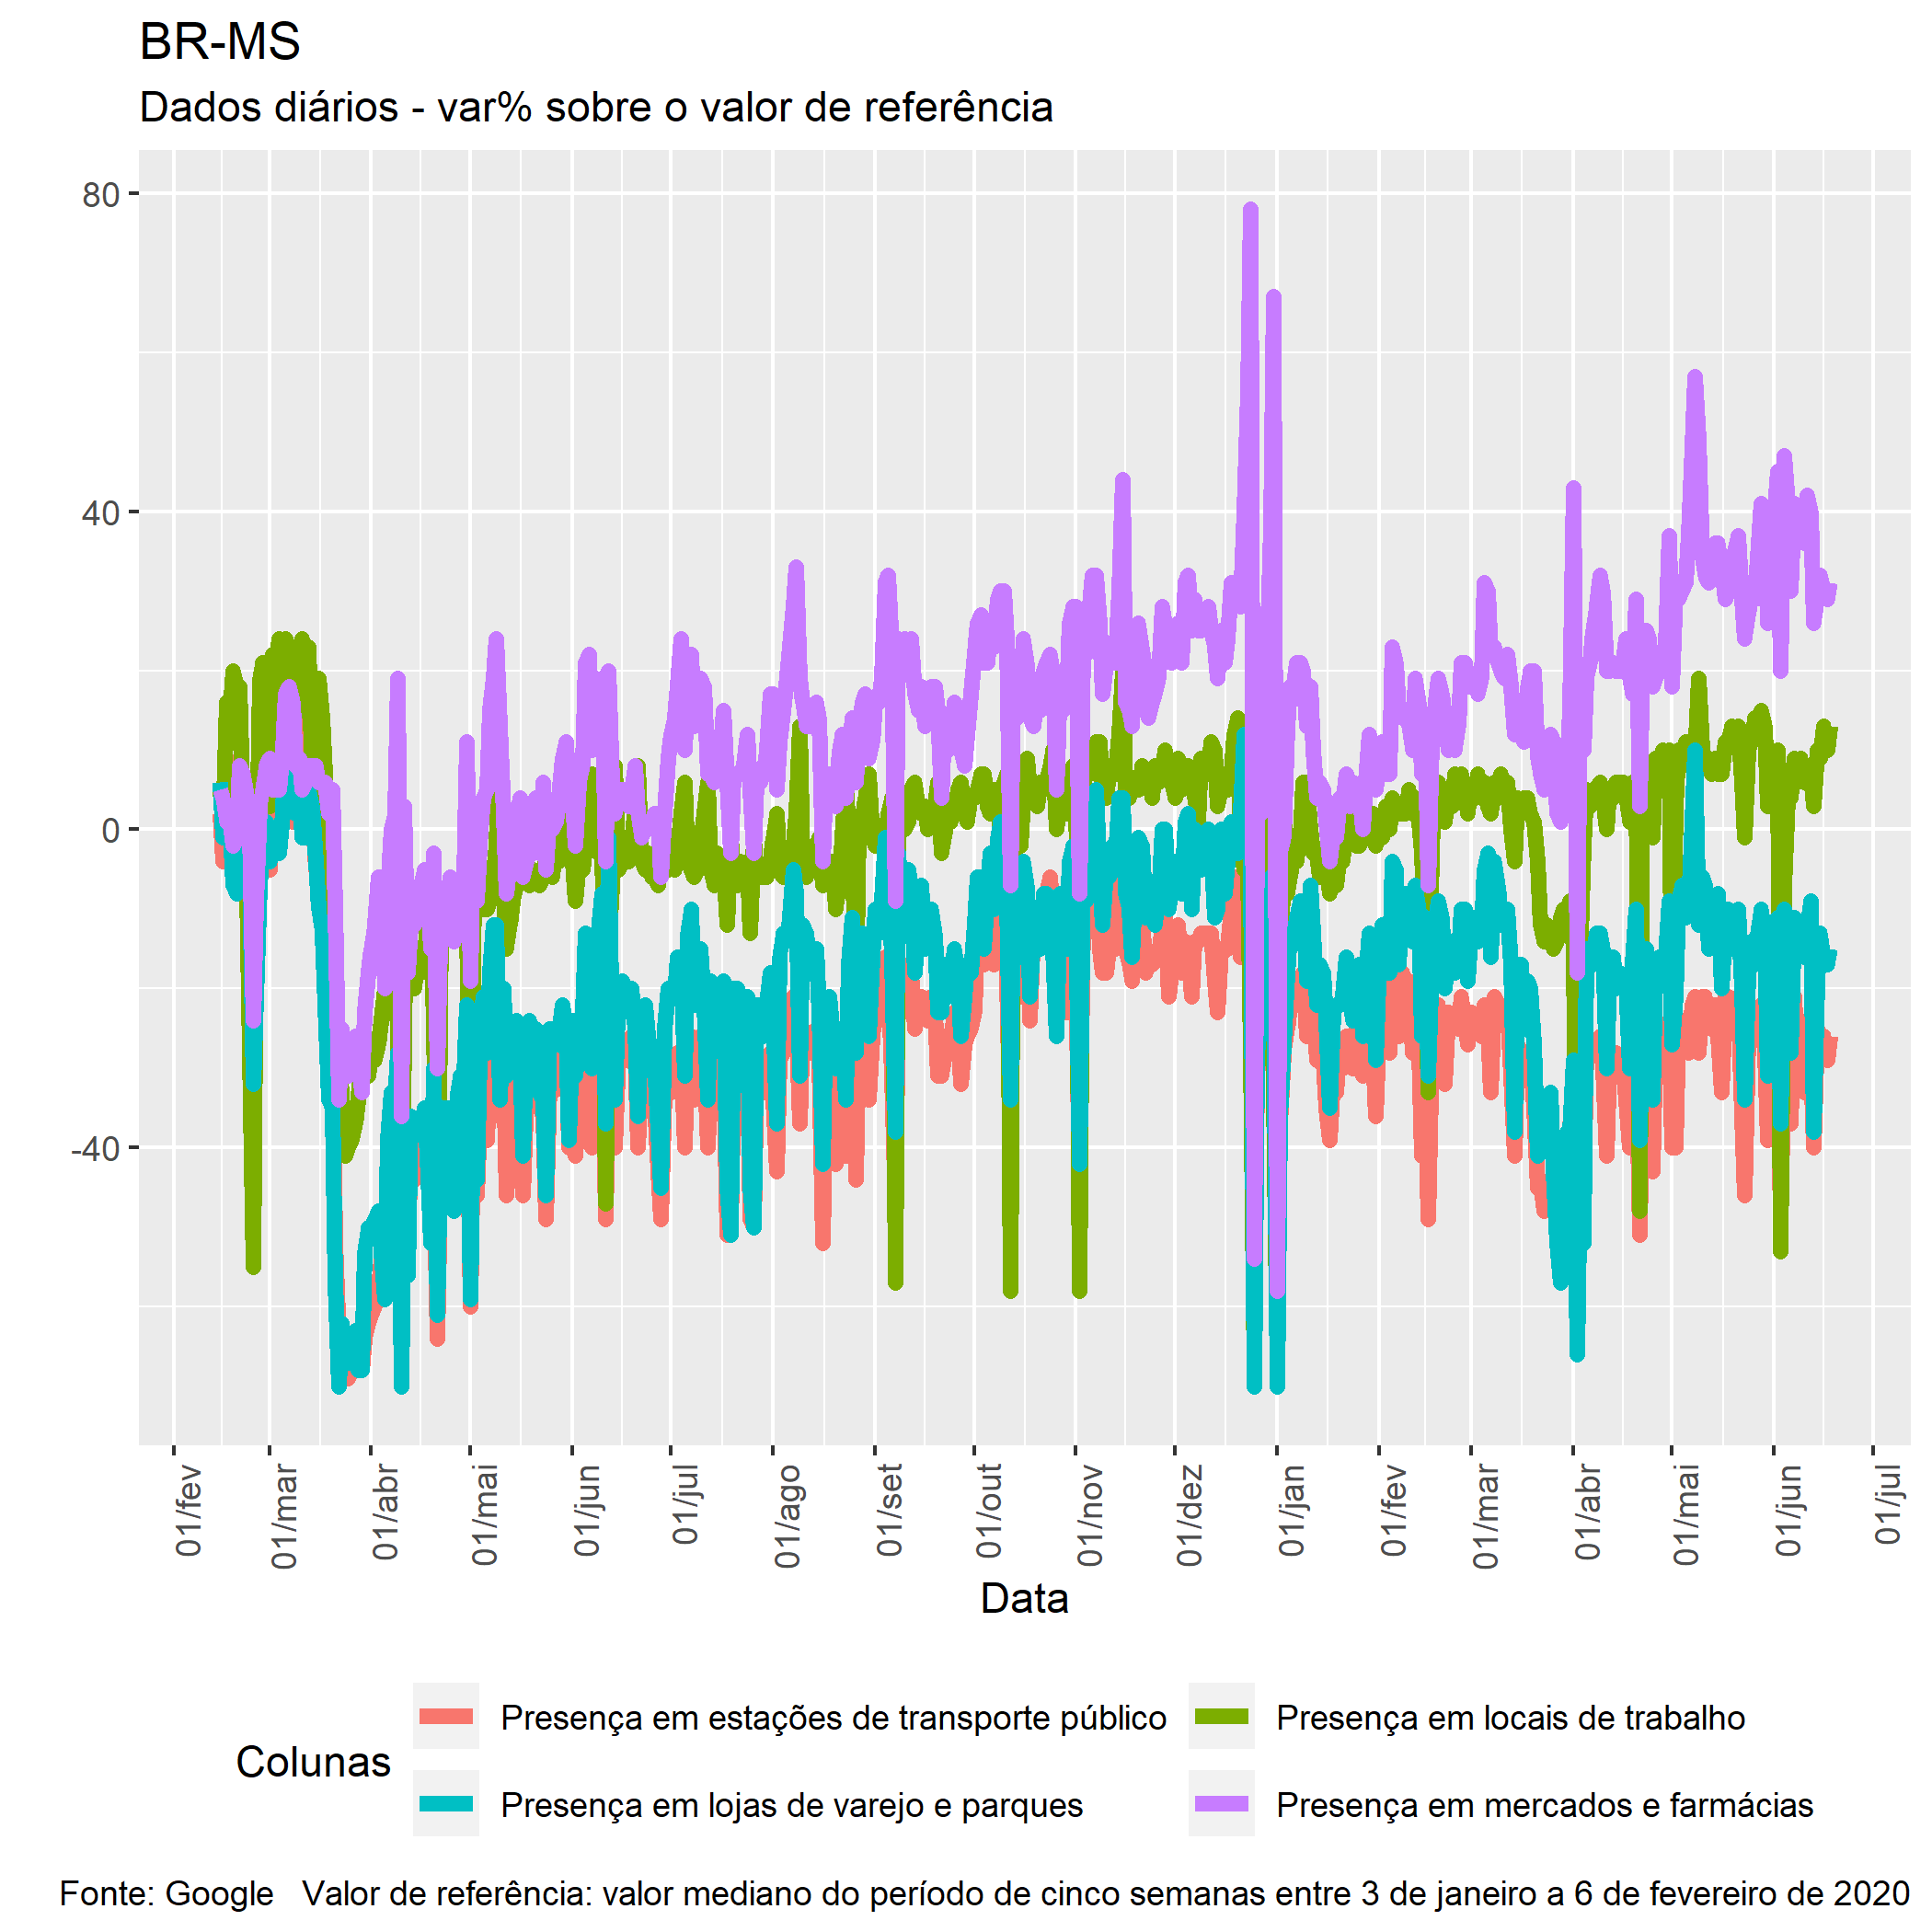 BR-MS
Dados diários - var% sobre o valor de referência
80
40
0
-40
01/fev
01/mar
01/abr
01/mai
01/jun
01/jul
01/ago
01/set
01/out
01/nov
01/dez
01/jan
01/fev
01/mar
01/abr
01/mai
01/jun
01/jul
Data
Colunas
Presença em estações de transporte público
Presença em locais de trabalho
Presença em lojas de varejo e parques
Presença em mercados e farmácias
Fonte: Google   Valor de referência: valor mediano do período de cinco semanas entre 3 de janeiro a 6 de fevereiro de 2020